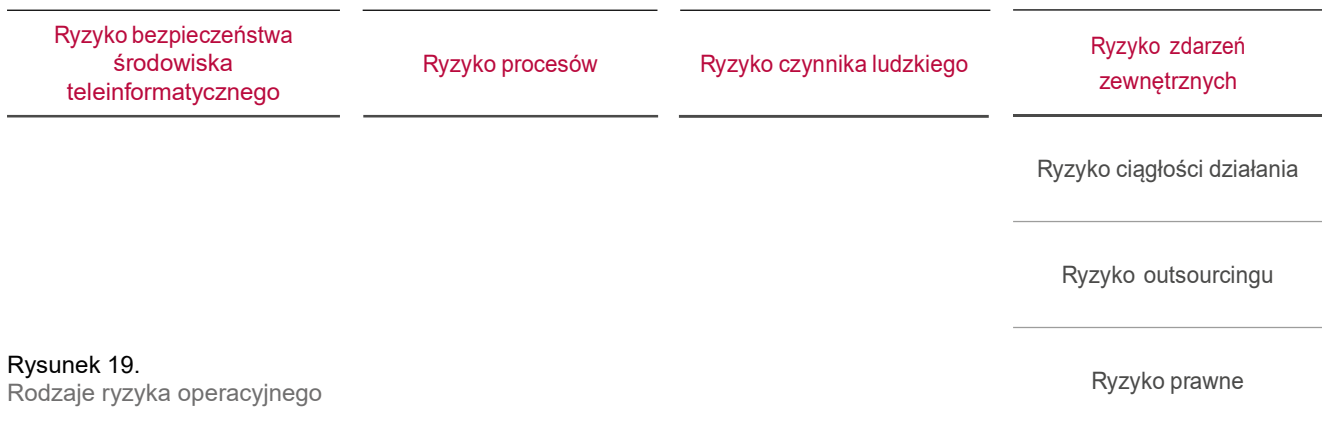 Ryzyko bezpieczeństwa
środowiska
teleinformatycznego
Ryzyko procesów
Ryzyko czynnika ludzkiego
Ryzyko zdarzeń
zewnętrznych
Ryzyko ciągłości działania
Ryzyko outsourcingu
Ryzyko prawne
Rysunek 19.
Rodzaje ryzyka operacyjnego